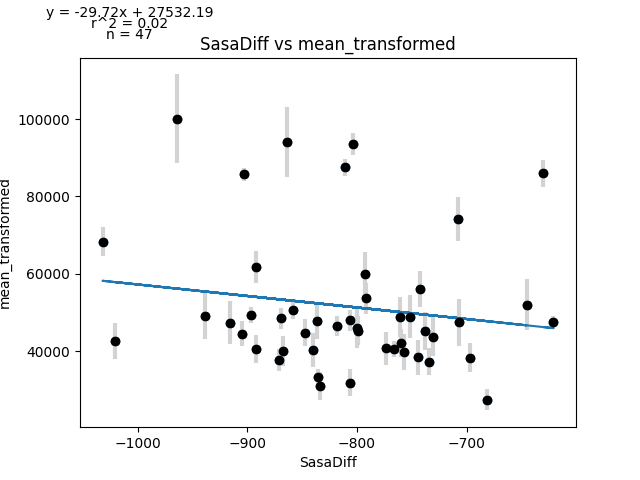 y = -29.72x + 27532.19
r^2 = 0.02
n = 47
SasaDiff vs mean_transformed
100000
80000
60000
40000
mean_transformed
−1000
−900
−800
−700
SasaDiff